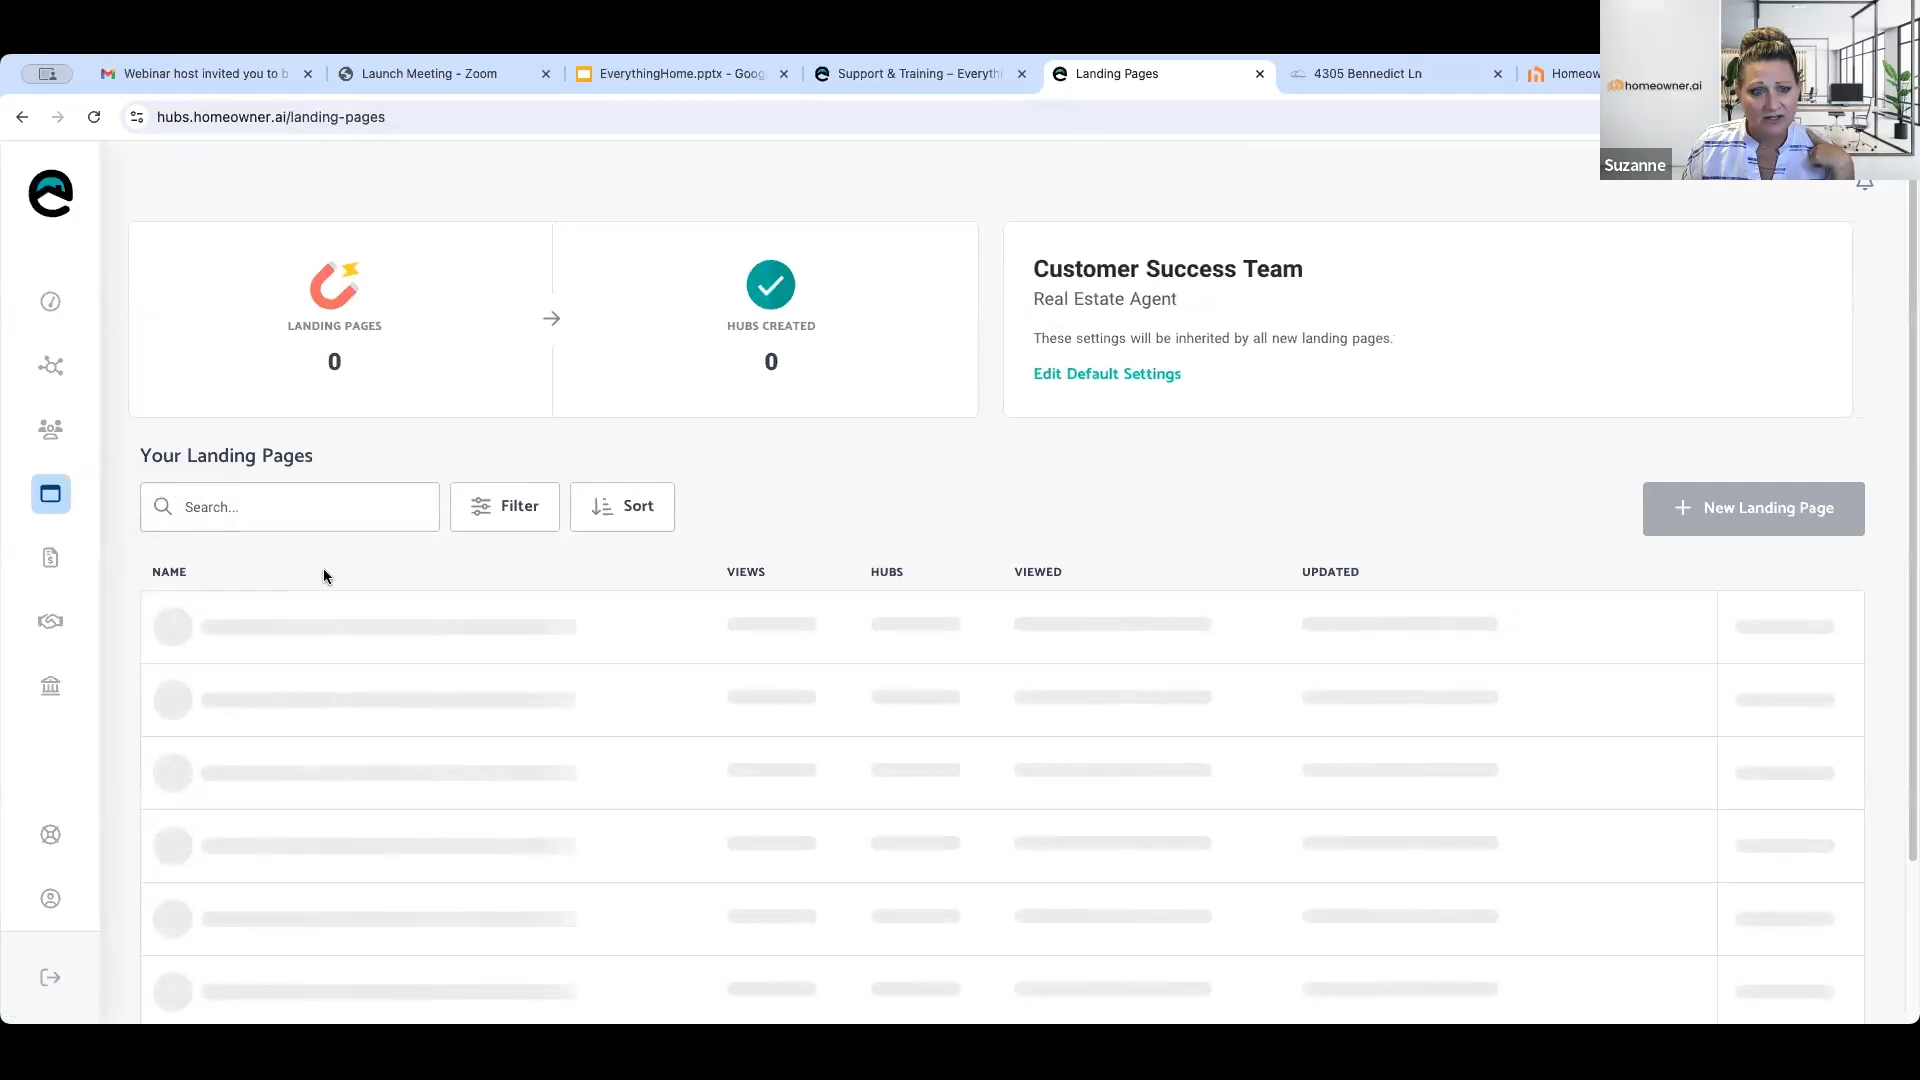 Webinar host invited you to b
Launch Meeting - Zoom
EverythingHome.pptx - Goog
Support & Training – Everythi
Landing Pages
4305 Bennedict Ln
Homeow
hubs.homeowner.ai/landing-pages
homeowner.ai
Suzanne
LANDING PAGES
0
HUBS CREATED
0
Customer Success Team
Real Estate Agent
These settings will be inherited by all new landing pages.
Edit Default Settings
Your Landing Pages
Search...
Filter
Sort
New Landing Page
NAME
VIEWS
HUBS
VIEWED
UPDATED